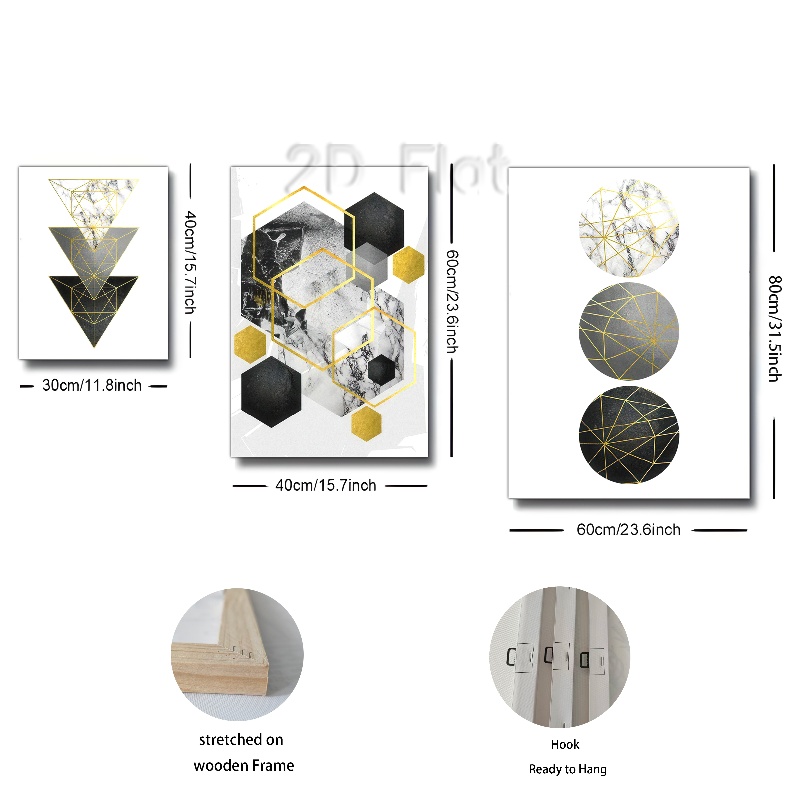 2D Flat
40cm/15.7inch
30cm/11.8inch
60cm/23.6inch
40cm/15.7inch
80cm/31.5inch
60cm/23.6inch
stretched on
wooden Frame
Hook
Ready to Hang